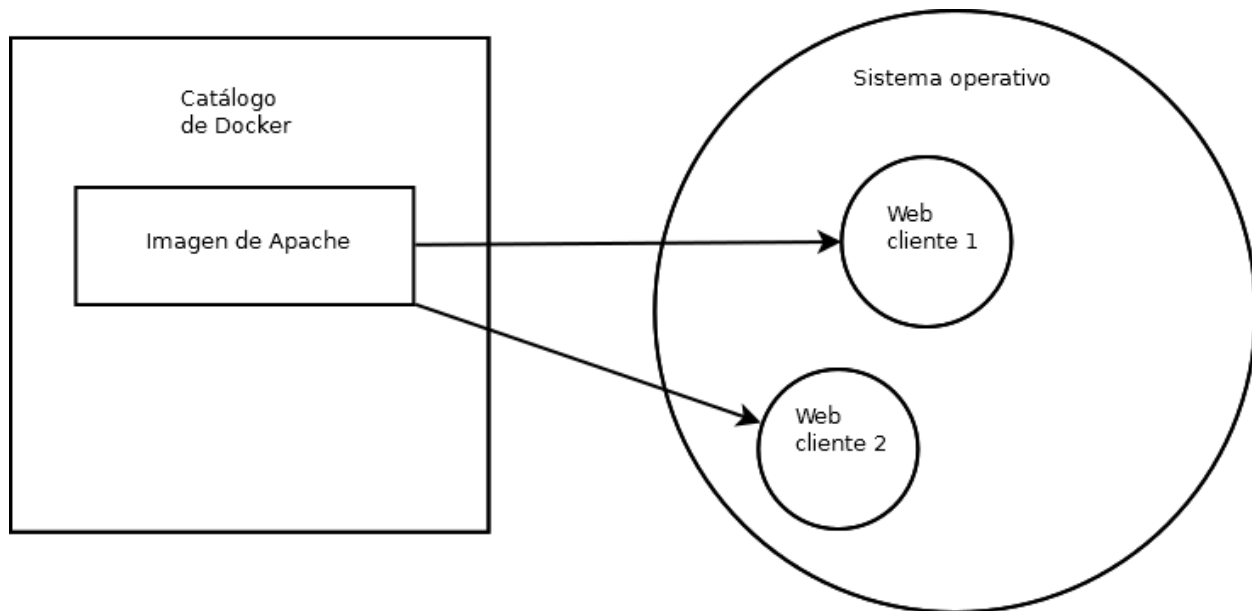 Catálogo
de Docker
Imagen de Apache
Sistema operativo
Web
cliente 1
Web
cliente 2